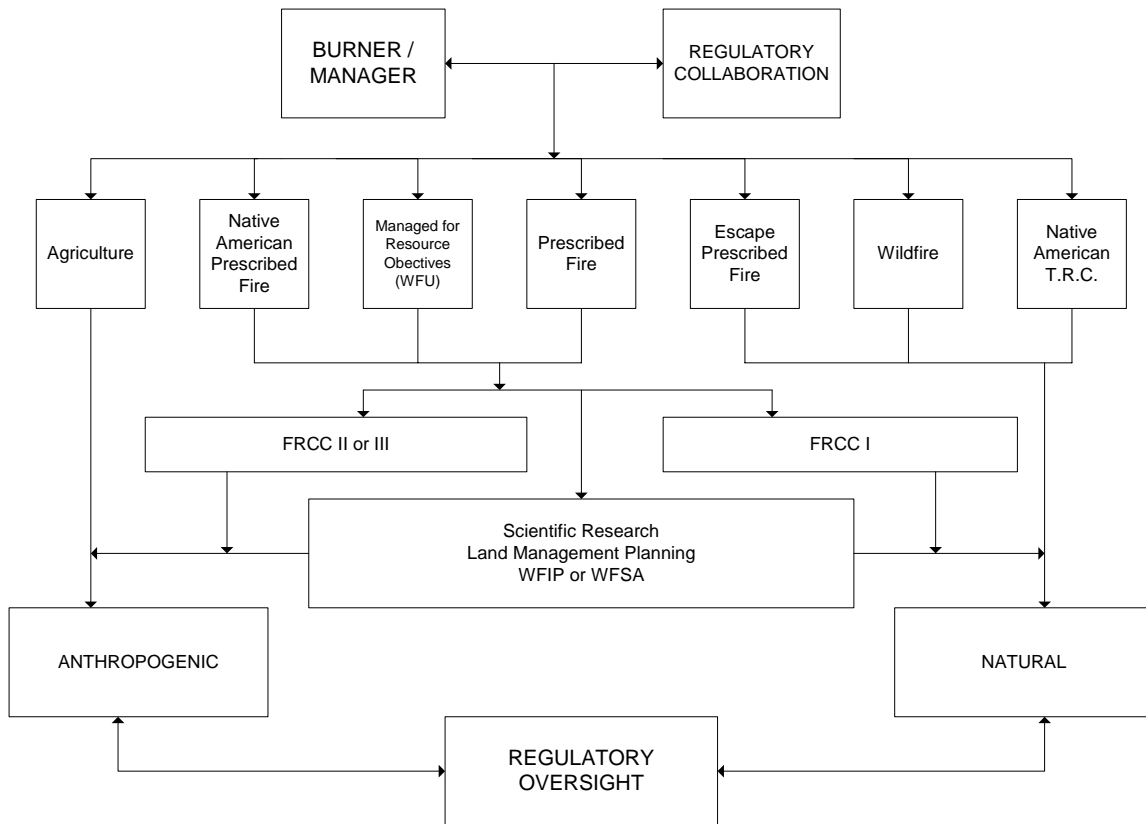 BURNER /
MANAGER
REGULATORY
COLLABORATION
Agriculture
Native
American
Prescribed
Fire
Managed for
Resource
Obectives
(WFU)
Prescribed
Fire
Escape
Prescribed
Fire
Wildfire
Native
American
T.R.C.
FRCC II or III
FRCC I
Scientific Research
Land Management Planning
WFIP or WFSA
ANTHROPOGENIC
NATURAL
REGULATORY
OVERSIGHT